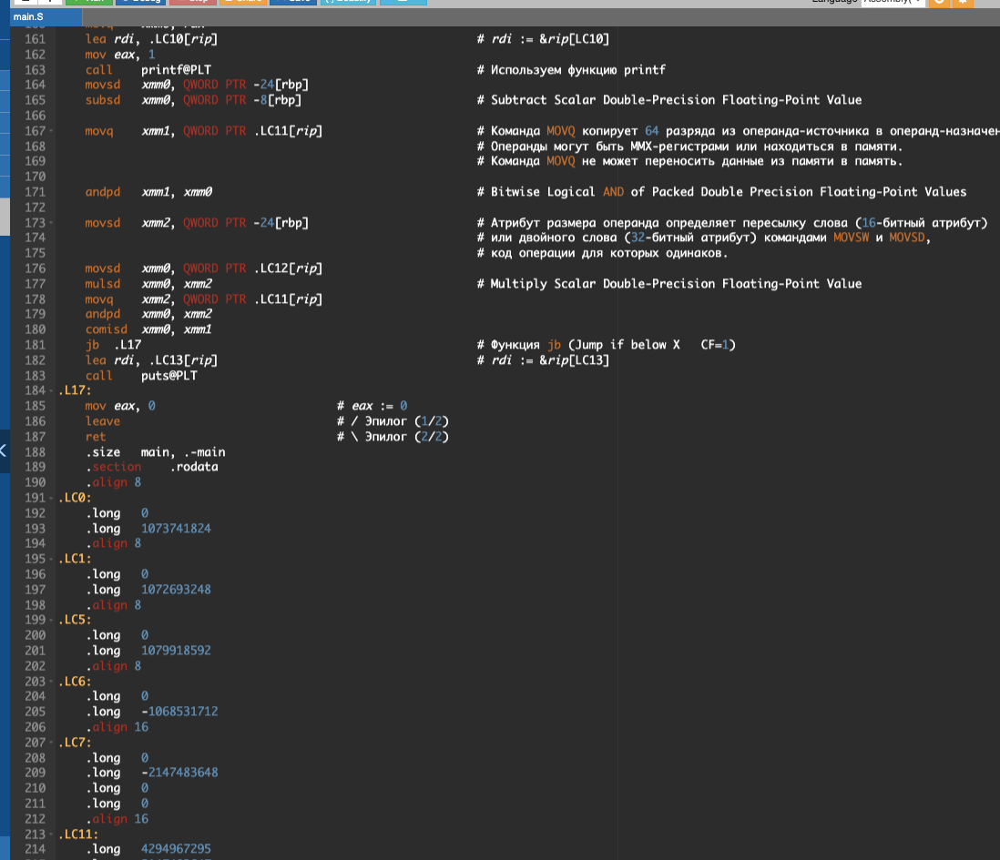 main.S
161 lea rdi, .LC10[rip] # rdi := &rip[LC10]
162 mov eax, 1
163 call printf@PLT # Используем функцию printf
164 movsd xmm0, QWORD PTR -24[rbp]
165 subsd xmm0, QWORD PTR -8[rbp] # Subtract Scalar Double-Precision Floating-Point Value
166
167 movq xmm1, QWORD PTR .LC11[rip] # Команда MOVQ копирует 64 разряда из операнда-источника в операнд-назначен
168 # Операнды могут быть MMX-регистрами или находиться в памяти.
169 # Команда MOVQ не может переносить данные из памяти в память.
170
171 andpd xmm1, xmm0 # Bitwise Logical AND of Packed Double Precision Floating-Point Values
172
173 movsd xmm2, QWORD PTR -24[rbp] # Атрибут размера операнда определяет пересылку слова (16-битный атрибут)
174 # или двойного слова (32-битный атрибут) командами MOVSW и MOVSD,
175 # код операции для которых одинаков.
176 movsd xmm0, QWORD PTR .LC12[rip]
177 mulsd xmm0, xmm2 # Multiply Scalar Double-Precision Floating-Point Value
178 movq xmm2, QWORD PTR .LC11[rip]
179 andpd xmm0, xmm2
180 comisd xmm0, xmm1
181 jb .L17 # Функция jb (Jump if below X CF=1)
182 lea rdi, .LC13[rip] # rdi := &rip[LC13]
183 call puts@PLT
184 .L17:
185 mov eax, 0 # eax := 0
186 leave # / Эпилог (1/2)
187 ret # \ Эпилог (2/2)
188 .size main, .-main
189 .section .rodata
190 .align 8
191 .LC0:
192 .long 0
193 .long 1073741824
194 .align 8
195 .LC1:
196 .long 0
197 .long 1072693248
198 .align 8
199 .LC5:
200 .long 0
201 .long 1079918592
202 .align 8
203 .LC6:
204 .long 0
205 .long -1068531712
206 .align 16
207 .LC7:
208 .long 0
209 .long -2147483648
210 .long 0
211 .long 0
212 .align 16
213 .LC11:
214 .long 4294967295